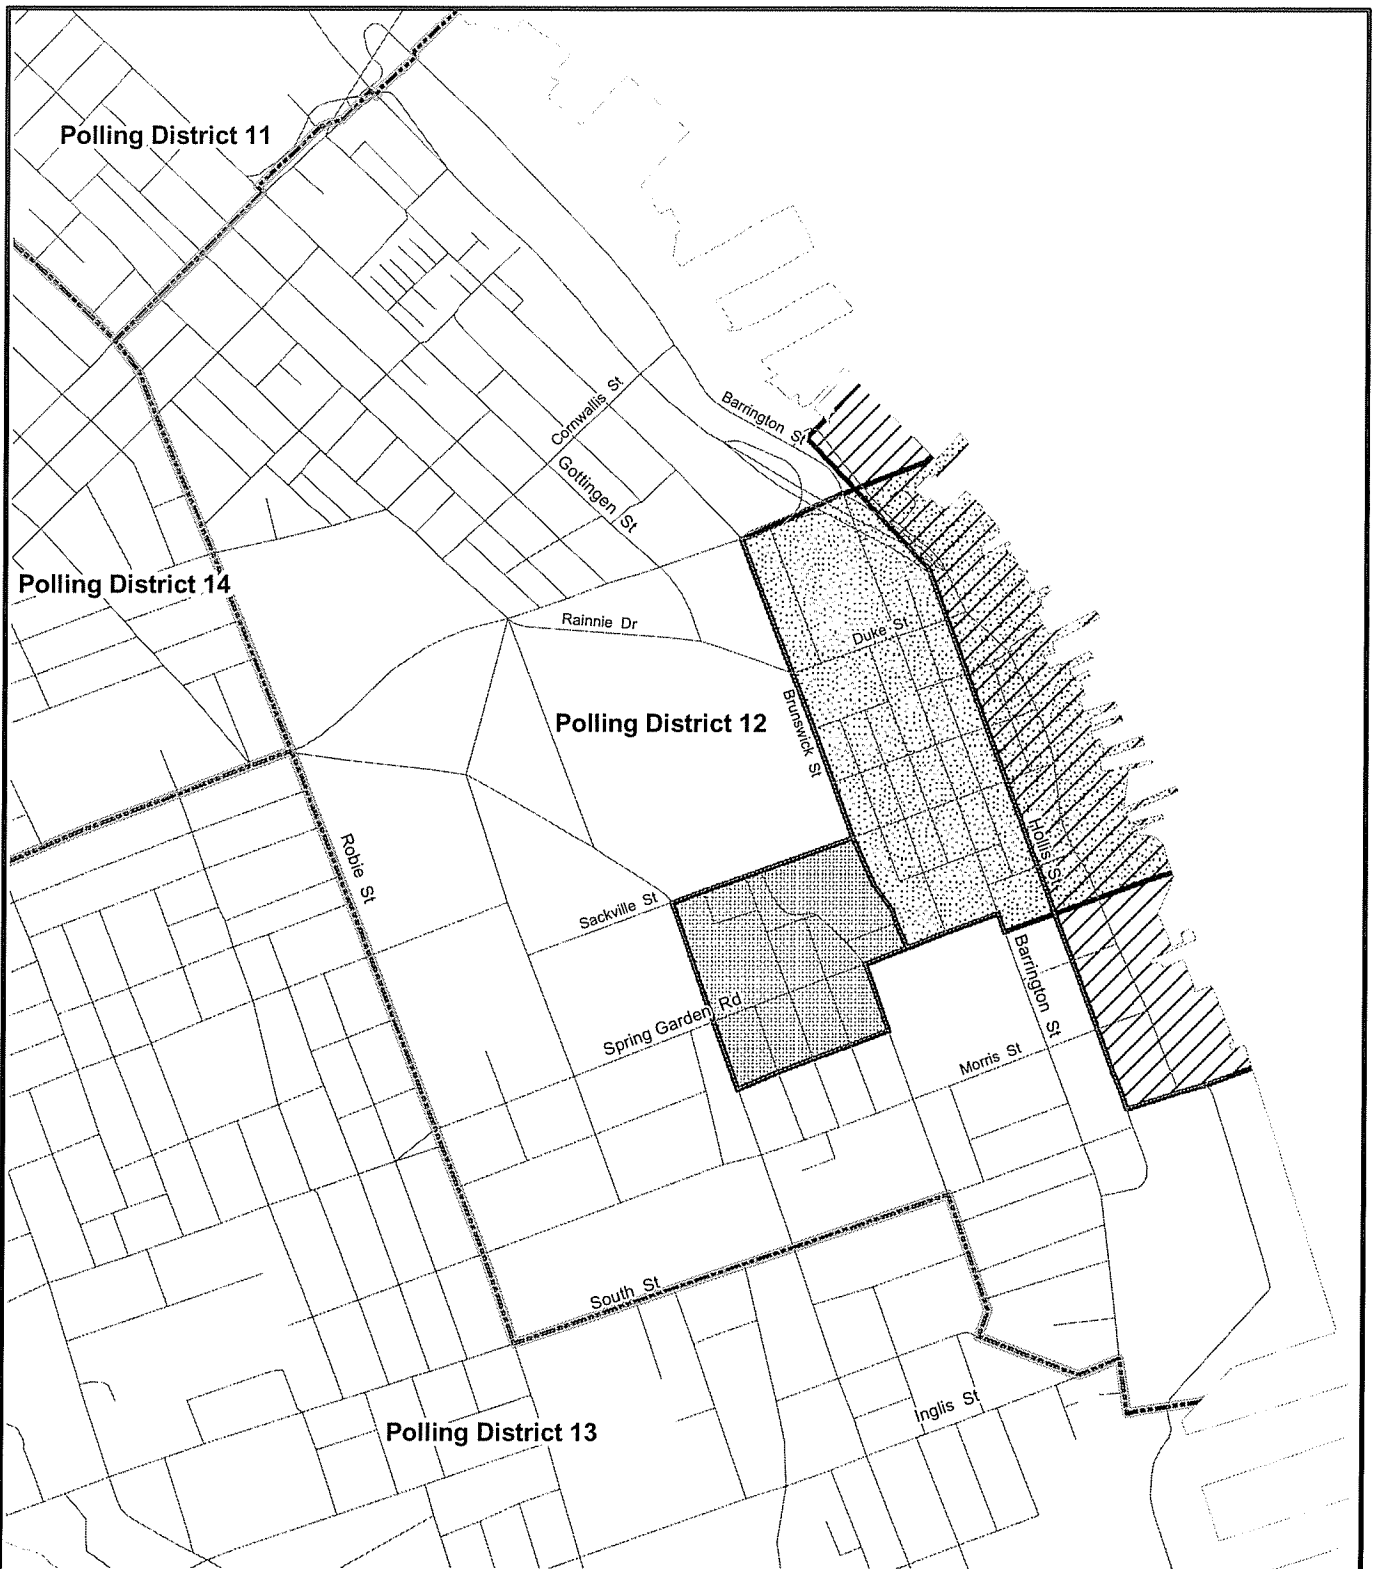 Polling District 11
Cornwallis St
Barrington St
Gottingen St
Polling District 14
Rainnie Dr
Duke St
Polling District 12
Brunswick St
Robie St
Hollis St
Sackville St
Barrington St
Spring Garden Rd
Morris St
South St
Inglis St
Polling District 13